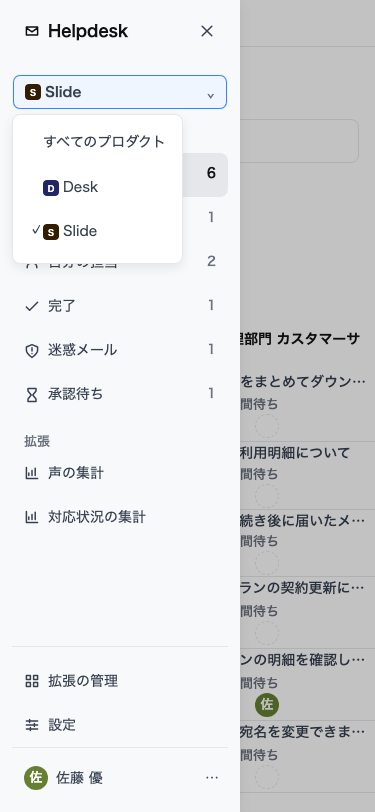 Helpdesk
S Slide
すべてのプロダクト
6
D Desk
1
✓ S Slide
自分の担当 2
完了 1
迷惑メール 1
承認待ち 1
拡張
声の集計
対応状況の集計
拡張の管理
設定
佐 佐藤 優 …
部門 カスタマーサ
をまとめてダウン…
間待ち
利用明細について
間待ち
続き後に届いたメ…
間待ち
ランの契約更新に…
間待ち
ンの明細を確認し…
間待ち
佐
宛名を変更できま…
間待ち